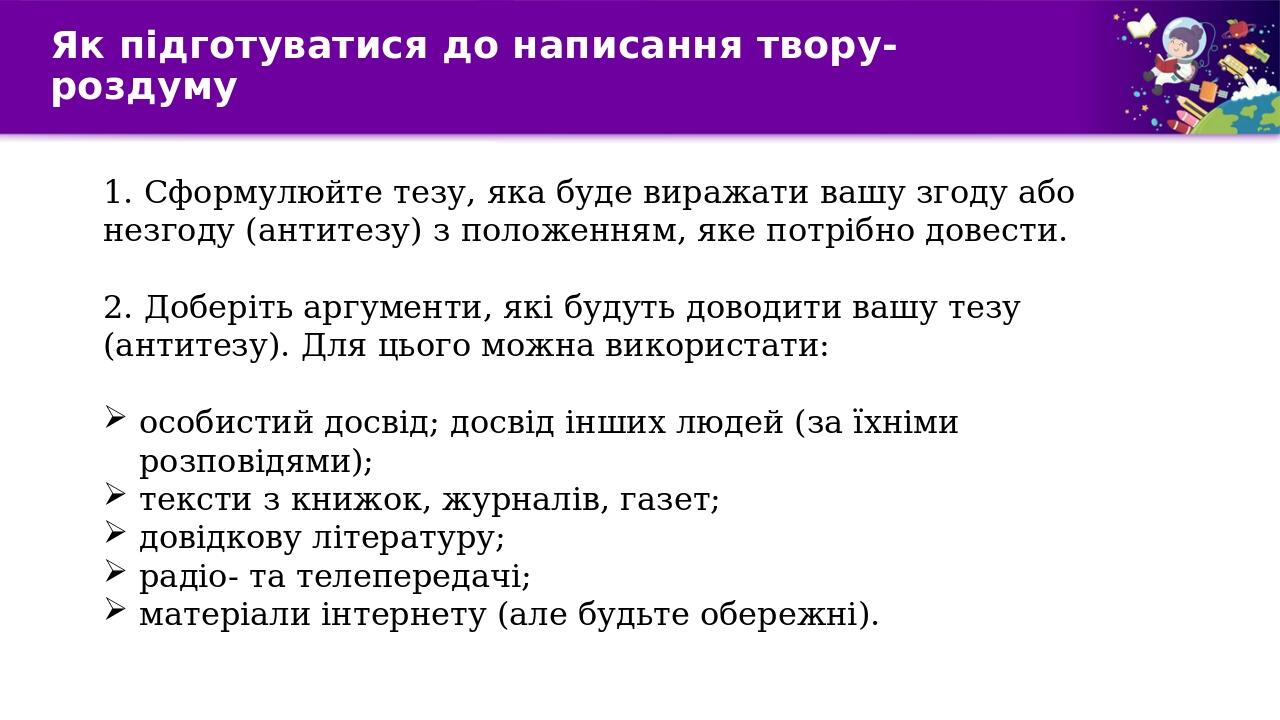 Як підготуватися до написання твору-
роздуму
1. Сформулюйте тезу, яка буде виражати вашу згоду або
незгоду (антитезу) з положенням, яке потрібно довести.
2. Доберіть аргументи, які будуть доводити вашу тезу
(антитезу). Для цього можна використати:
➢ особистий досвід; досвід інших людей (за їхніми
розповідями);
➢ тексти з книжок, журналів, газет;
➢ довідкову літературу;
➢ радіо- та телепередачі;
➢ матеріали інтернету (але будьте обережні).